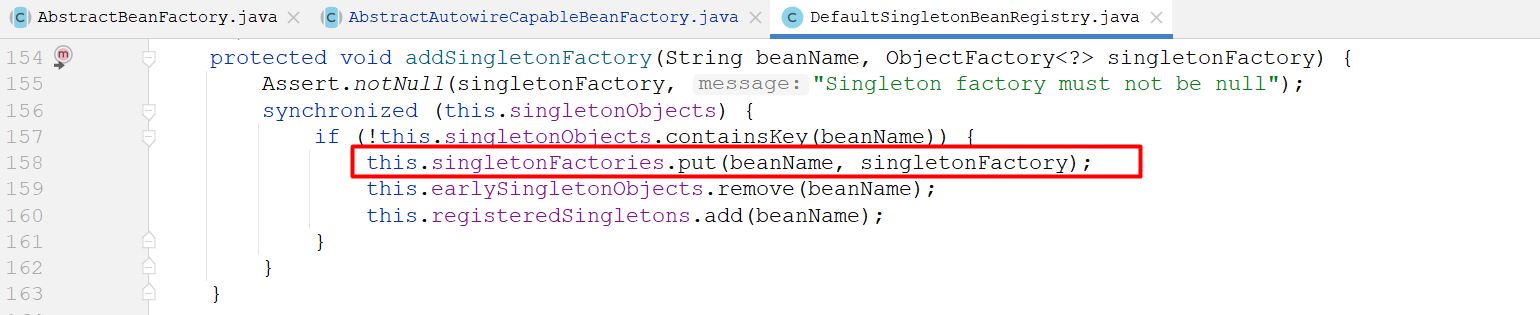 AbstractBeanFactory.java × AbstractAutowireCapableBeanFactory.java × DefaultSingletonBeanRegistry.java ×
154 protected void addSingletonFactory(String beanName, ObjectFactory<?> singletonFactory) {
155 Assert.notNull(singletonFactory, message: "Singleton factory must not be null");
156 synchronized (this.singletonObjects) {
157 if (!this.singletonObjects.containsKey(beanName)) {
158 this.singletonFactories.put(beanName, singletonFactory);
159 this.earlySingletonObjects.remove(beanName);
160 this.registeredSingletons.add(beanName);
161 }
162 }
163 }